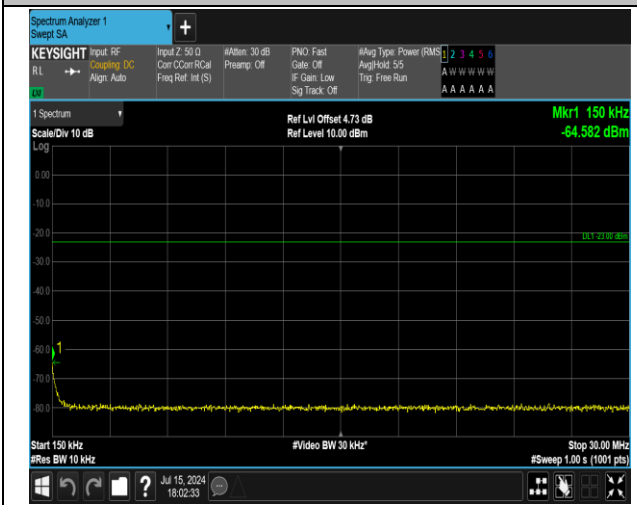 Spectrum Analyzer 1
Swept SA
+
KEYSIGHT Input: RF Input Z: 50 Ω #Atten: 30 dB PNO: Fast #Avg Type: Power (RMS 1 2 3 4 5 6
RL Coupling: DC Corr CCorr RCal Preamp: Off Gate: Off Avg|Hold: 5/5 A W W W W W
Align: Auto Freq Ref: Int (S) IF Gain: Low Trig: Free Run
Sig Track: Off A A A A A A
1 Spectrum Ref Lvl Offset 4.73 dB Mkr1 150 kHz
Scale/Div 10 dB Ref Level 10.00 dBm -64.582 dBm
Log
0.00
-10.0
-20.0
DL1 -23.00 dBm
-30.0
-40.0
-50.0
-60.0
1
-70.0
-80.0
Start 150 kHz #Video BW 30 kHz* Stop 30.00 MHz
#Res BW 10 kHz #Sweep 1.00 s (1001 pts)
? Jul 15, 2024
18:02:33